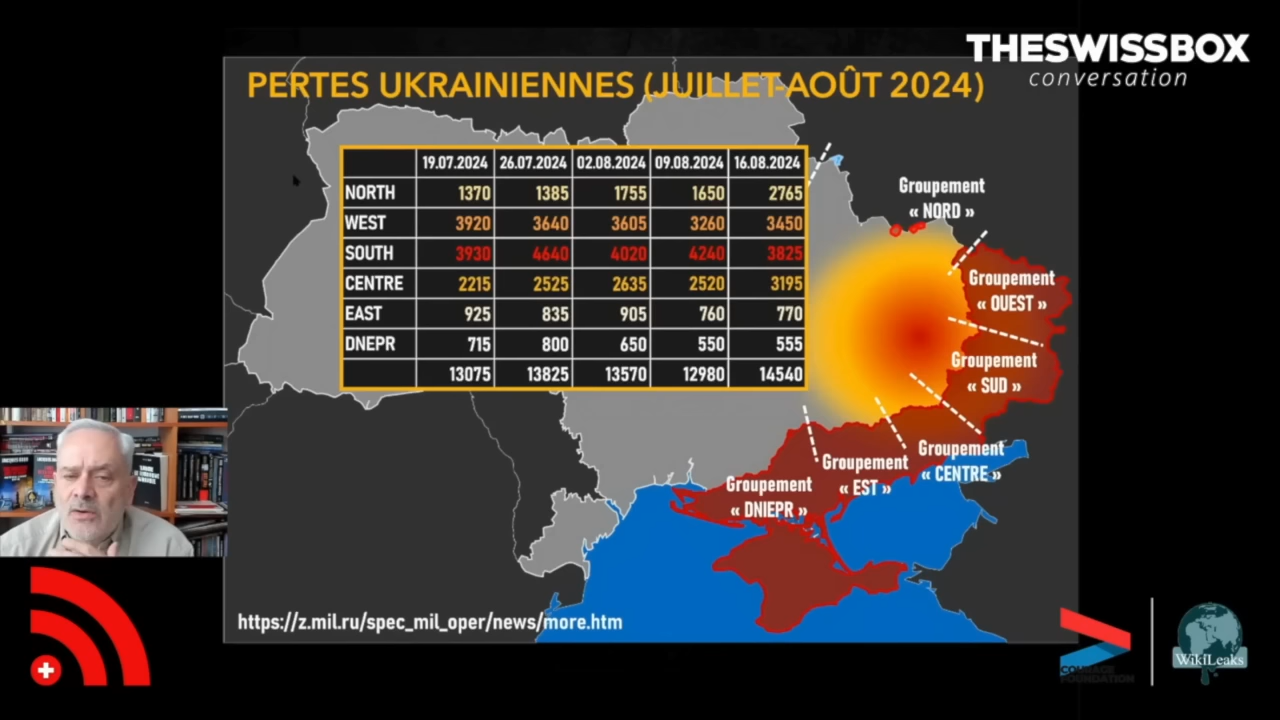 THESWISSBOX
conversation
PERTES UKRAINIENNES (JUILLET-AOÛT 2024)
19.07.2024 26.07.2024 02.08.2024 09.08.2024 16.08.2024
NORTH 1370 1385 1755 1650 2765
WEST 3920 3640 3605 3260 3450
SOUTH 3930 4640 4020 4240 3825
CENTRE 2215 2525 2635 2520 3195
EAST 925 835 905 760 770
DNEPR 715 800 650 550 555
13075 13825 13570 12980 14540
Groupement
« NORD »
Groupement
« OUEST »
Groupement
« SUD »
Groupement
« CENTRE »
Groupement
« EST »
Groupement
« DNIEPR »
https://z.mil.ru/spec_mil_oper/news/more.htm
COURAGE
FOUNDATION
WikiLeaks